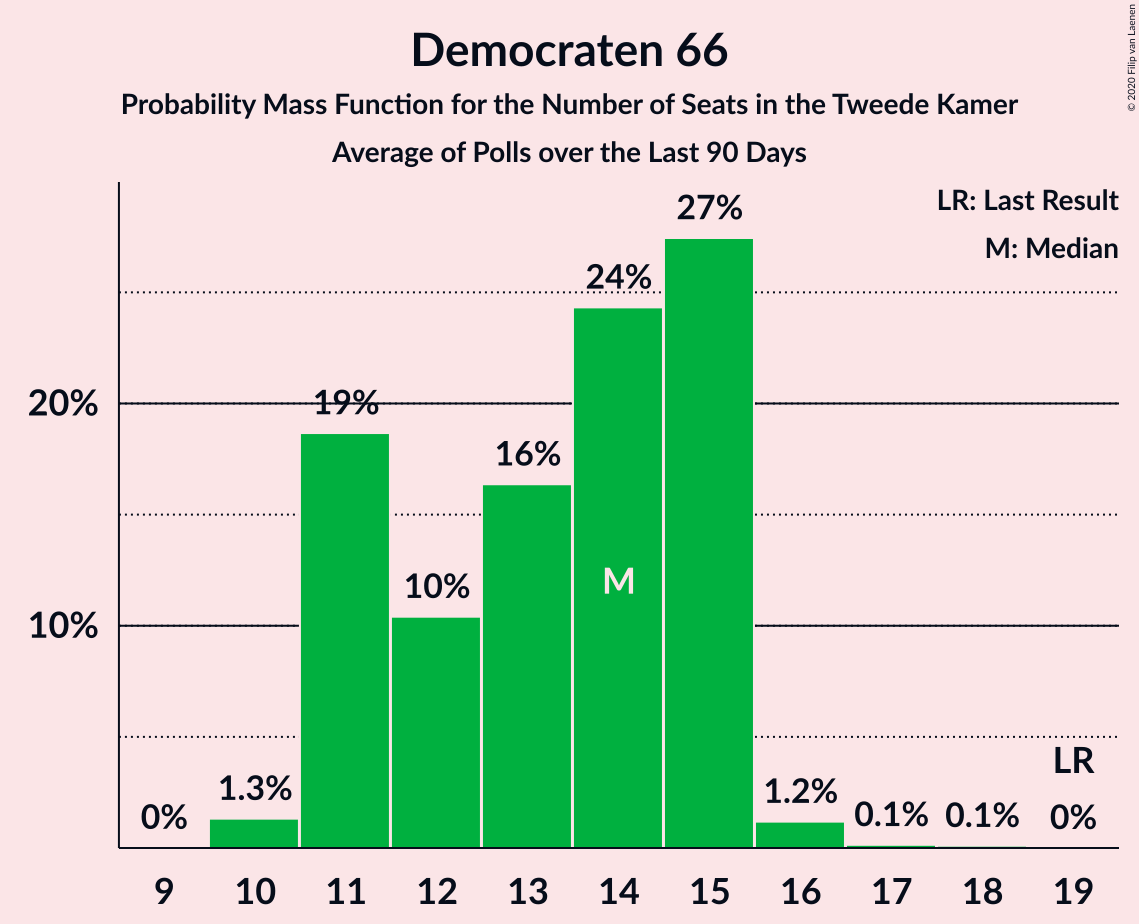 Democraten 66
Probability Mass Function for the Number of Seats in the Tweede Kamer
Average of Polls over the Last 90 Days
© 2020 Filip van Laenen
LR: Last Result
M: Median
27%
24%
20%
19%
16%
10%
10%
M
LR
1.3%
1.2%
0%
0.1%
0.1%
0%
9 10 11 12 13 14 15 16 17 18 19